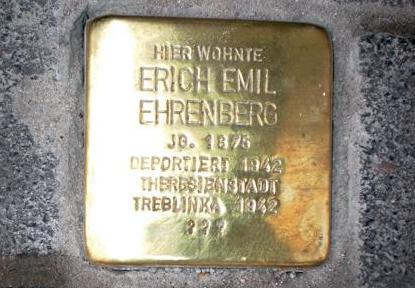 HIER WOHNTE
ERICH EMIL
EHRENBERG
JG. 1875
DEPORTIERT 1942
THERESIENSTADT
TREBLINKA 1942
???